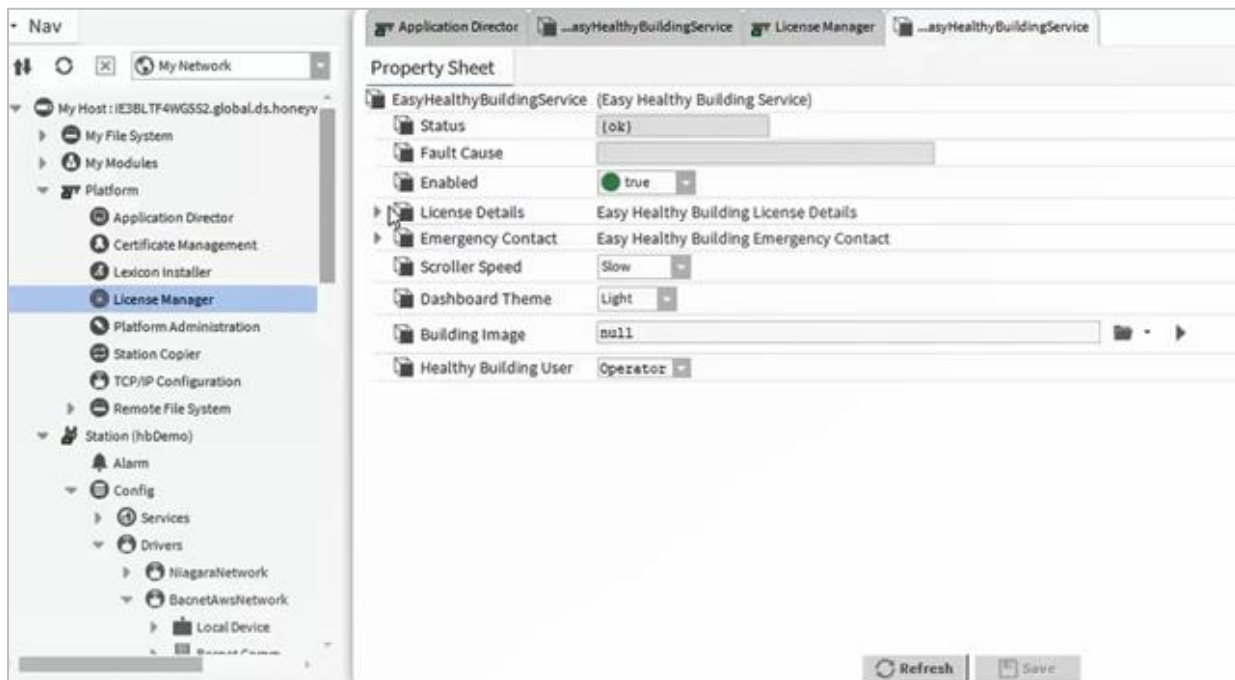 Nav
My Network
My Host : IE3BLTF4WGSS2.global.ds.honeyw
My File System
My Modules
Platform
Application Director
Certificate Management
Lexicon Installer
License Manager
Platform Administration
Station Copier
TCP/IP Configuration
Remote File System
Station (hbDemo)
Alarm
Config
Services
Drivers
NiagaraNetwork
BacnetAwsNetwork
Local Device
Bacnet Comm
Application Director ...asyHealthyBuildingService License Manager ...asyHealthyBuildingService
Property Sheet
EasyHealthyBuildingService (Easy Healthy Building Service)
Status {ok}
Fault Cause
Enabled true
License Details Easy Healthy Building License Details
Emergency Contact Easy Healthy Building Emergency Contact
Scroller Speed Slow
Dashboard Theme Light
Building Image null
Healthy Building User Operator
Refresh Save